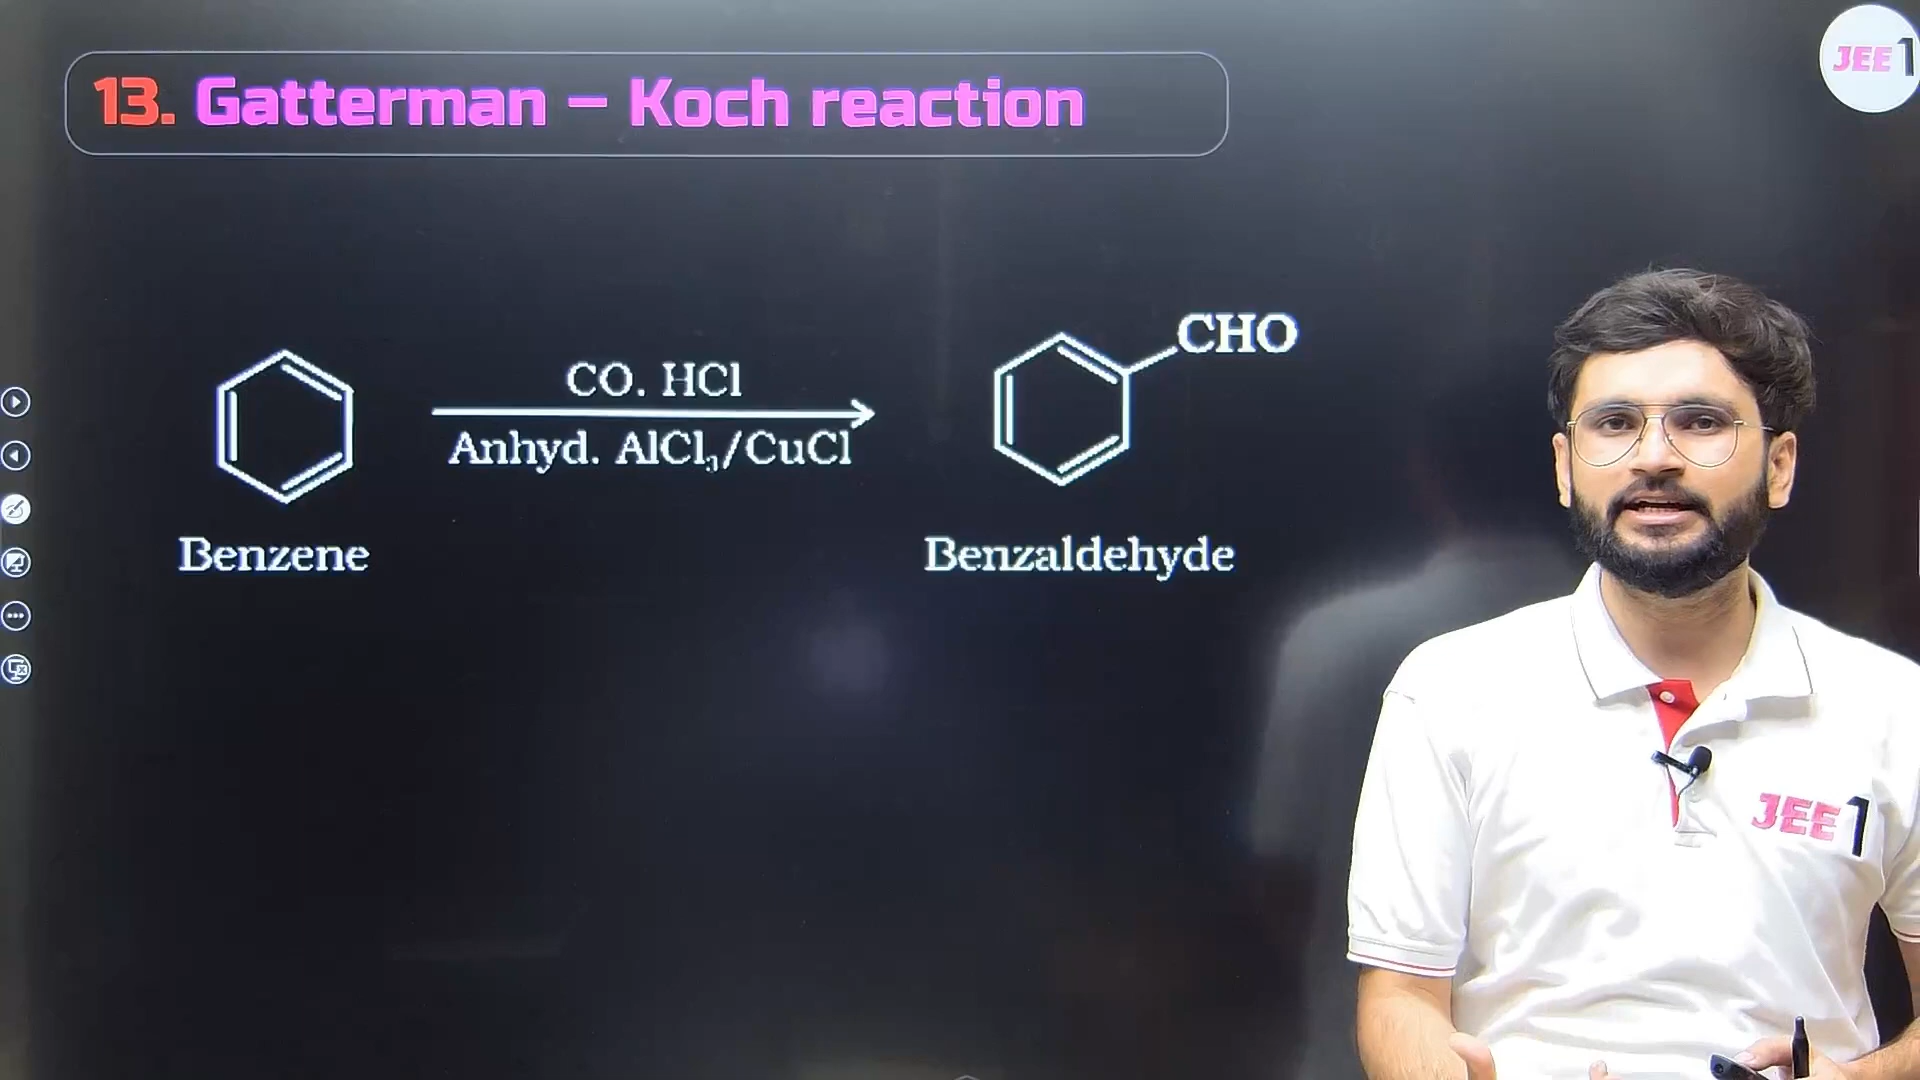 13. Gatterman – Koch reaction
JEE 1
CHO
CO. HCl
Anhyd. AlCl₃/CuCl
Benzene
Benzaldehyde
JEE 1